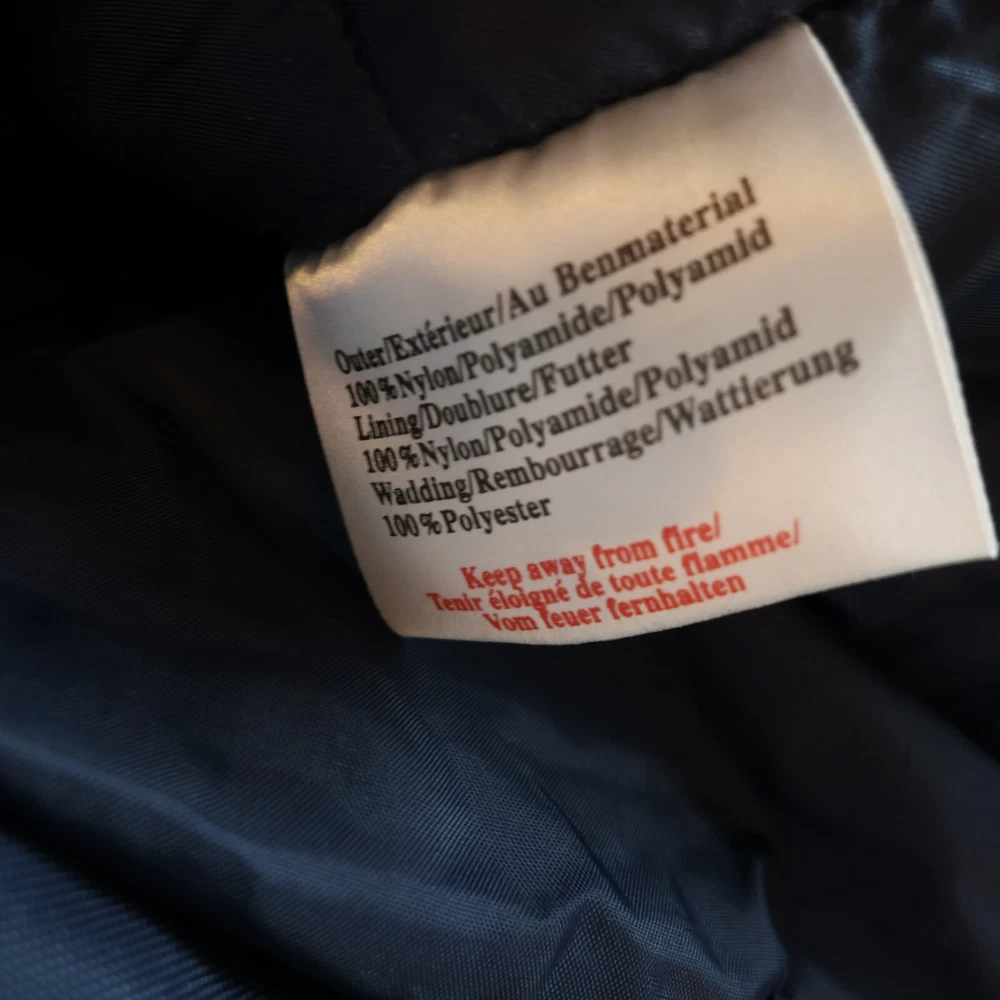 Outer/Extérieur/Au Benmaterial
100%Nylon/Polyamide/Polyamid
Lining/Doublure/Futter
100%Nylon/Polyamide/Polyamid
Wadding/Rembourrage/Wattierung
100%Polyester
Keep away from fire/
Tenir éloigné de toute flamme/
Vom feuer fernhalten